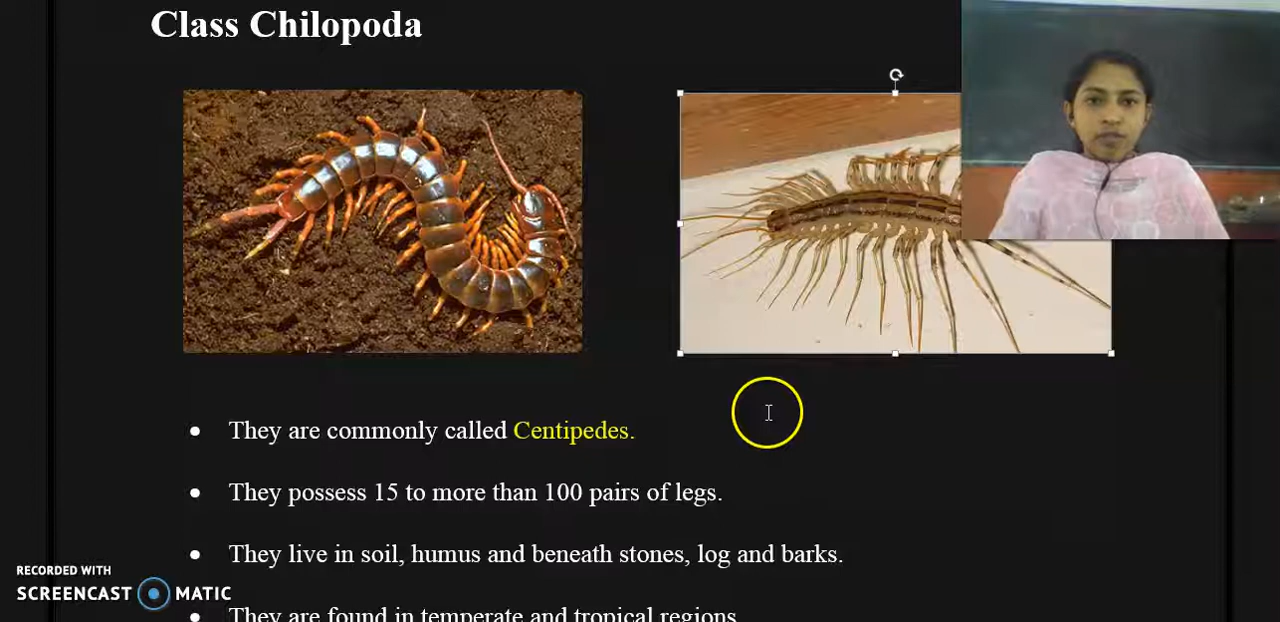 Class Chilopoda
They are commonly called Centipedes.
They possess 15 to more than 100 pairs of legs.
They live in soil, humus and beneath stones, log and barks.
They are found in temperate and tropical regions
RECORDED WITH
SCREENCAST MATIC